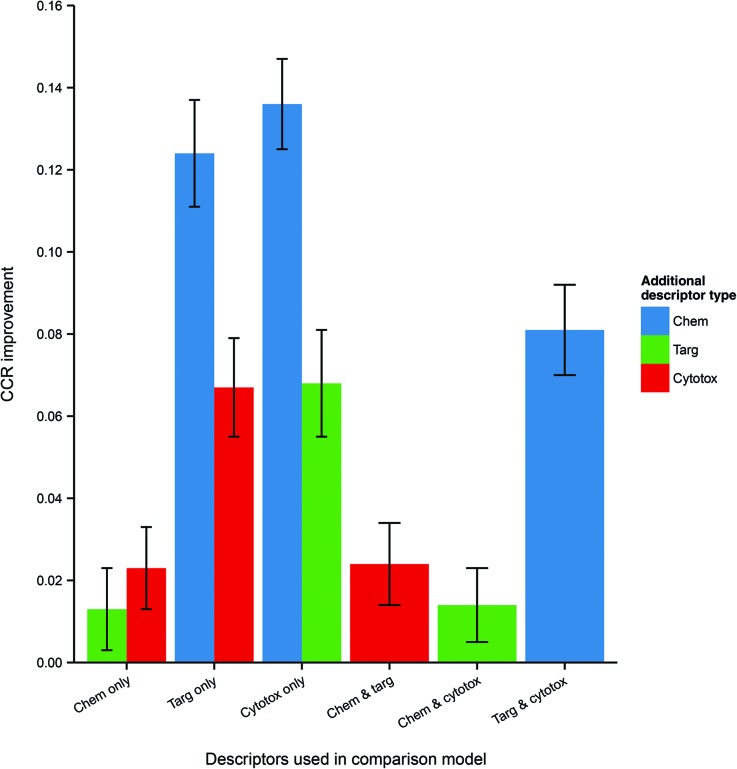 0.16
0.14
0.12
0.10
0.08
0.06
0.04
0.02
0.00
CCR improvement
Chem only
Targ only
Cytotox only
Chem & targ
Chem & cytotox
Targ & cytotox
Descriptors used in comparison model
Additional
descriptor type
Chem
Targ
Cytotox